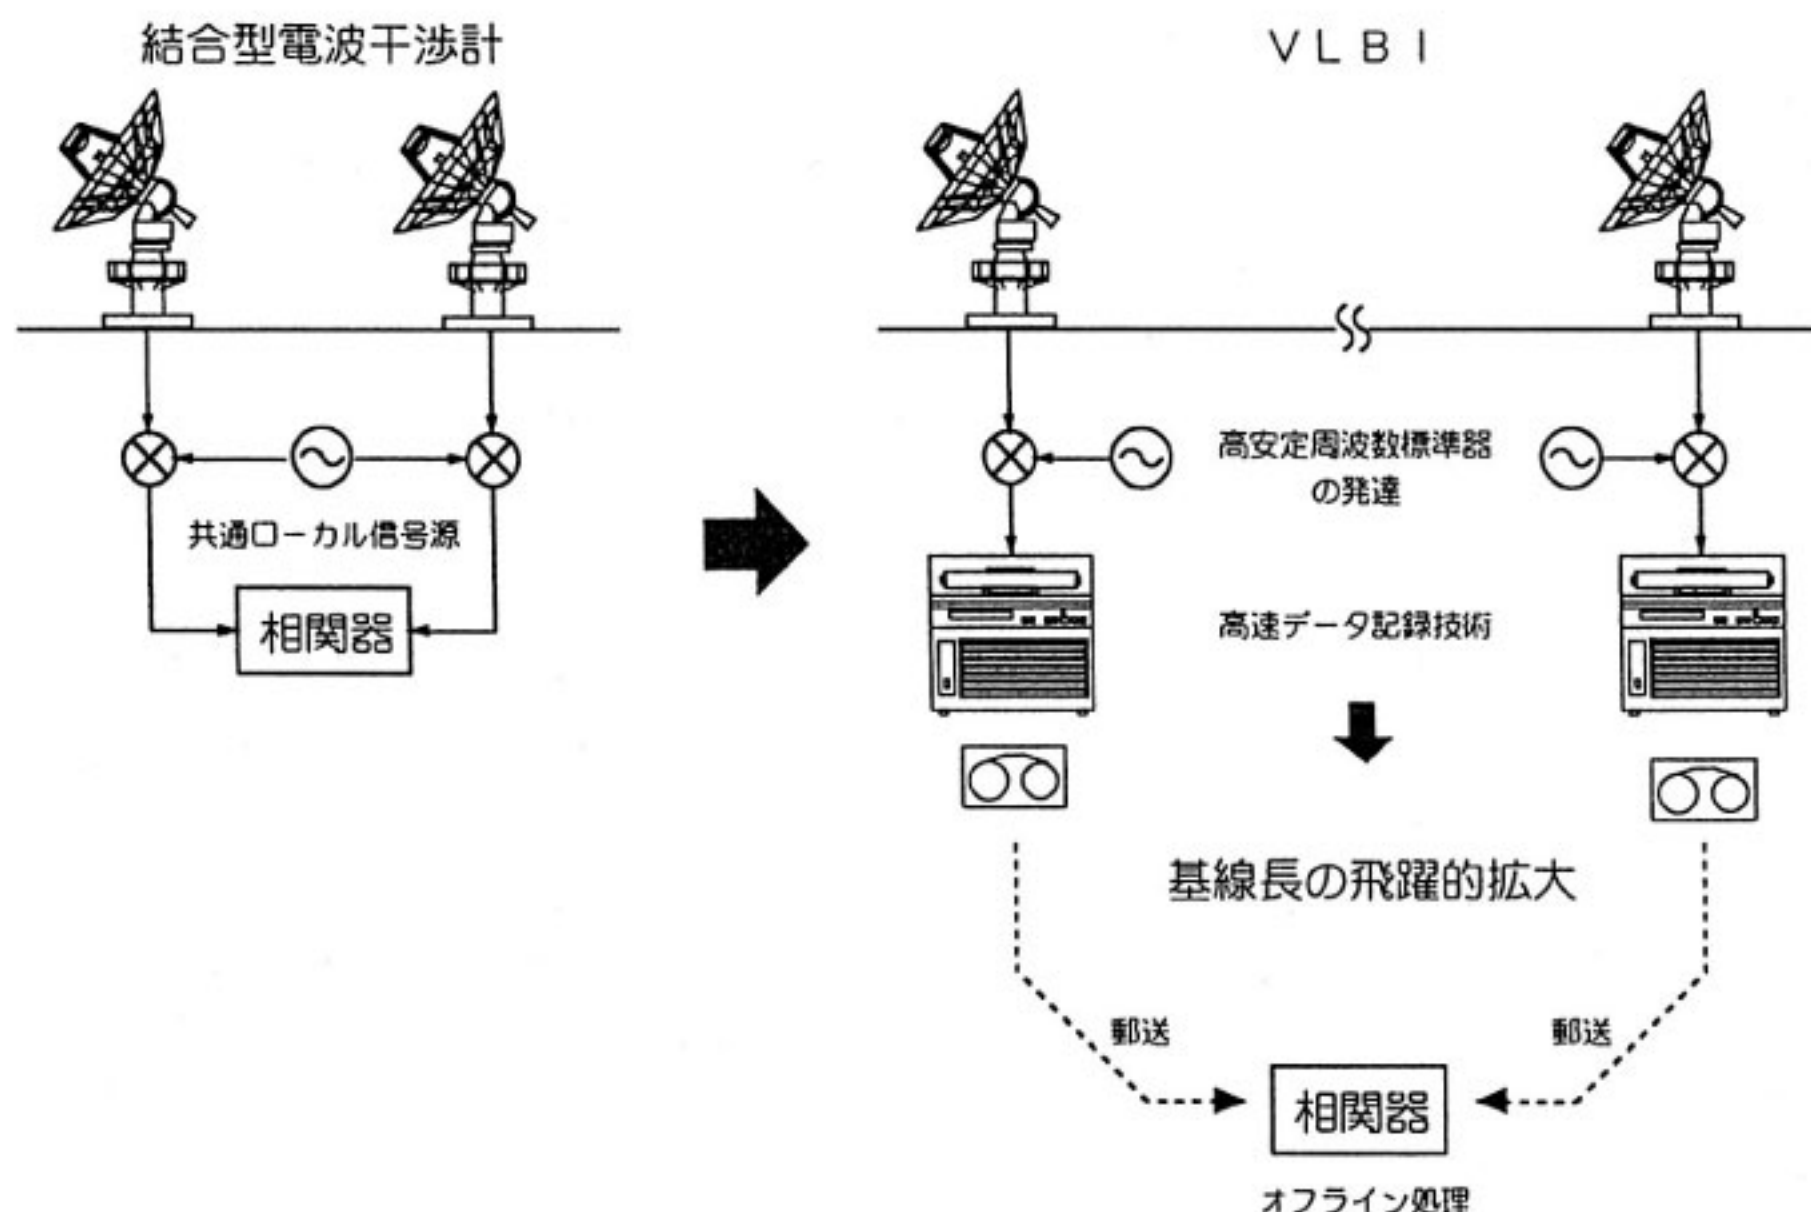 結合型電波干渉計
共通ローカル信号源
相関器
VLBI
高安定周波数標準器
の発達
高速データ記録技術
基線長の飛躍的拡大
郵送
郵送
相関器
オフライン処理